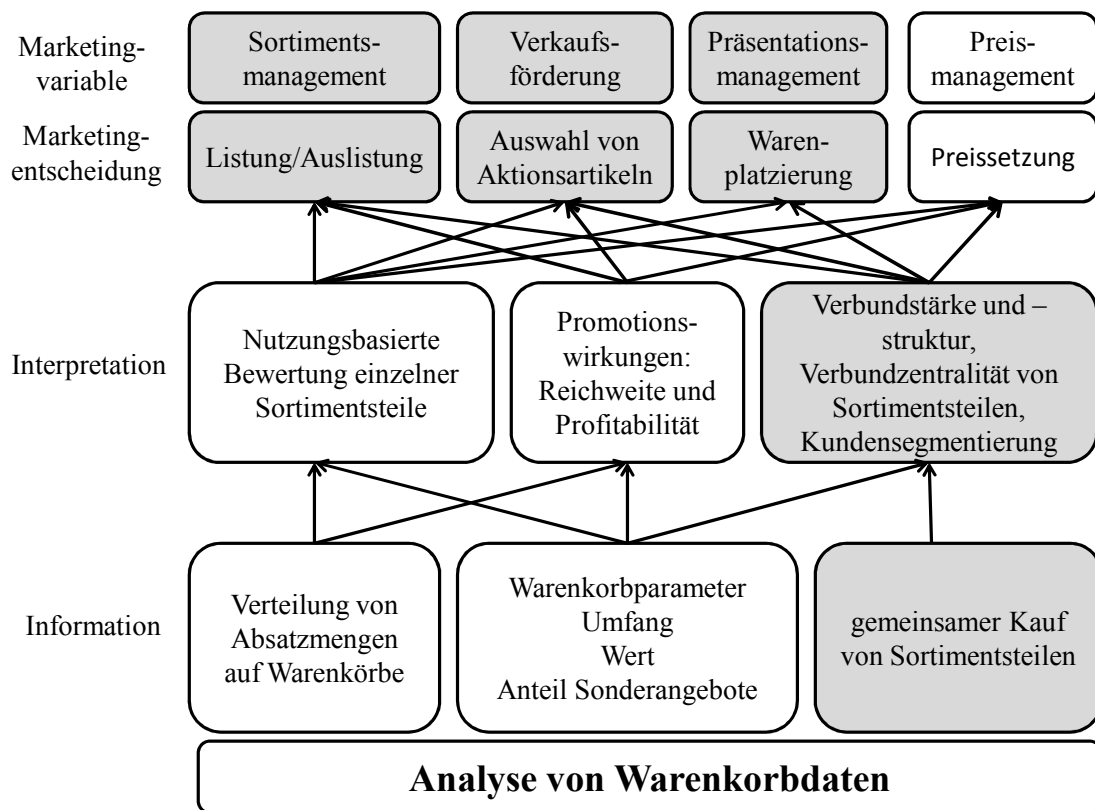 Marketing-
variable
Sortiments-
management
Verkaufs-
förderung
Präsentations-
management
Preis-
management
Marketing-
entscheidung
Listung/Auslistung
Auswahl von
Aktionsartikeln
Waren-
platzierung
Preissetzung
Interpretation
Nutzungsbasierte
Bewertung einzelner
Sortimentsteile
Promotions-
wirkungen:
Reichweite und
Profitabilität
Verbundstärke und –
struktur,
Verbundzentralität von
Sortimentsteilen,
Kundensegmentierung
Information
Verteilung von
Absatzmengen
auf Warenkörbe
Warenkorbparameter
Umfang
Wert
Anteil Sonderangebote
gemeinsamer Kauf
von Sortimentsteilen
Analyse von Warenkorbdaten